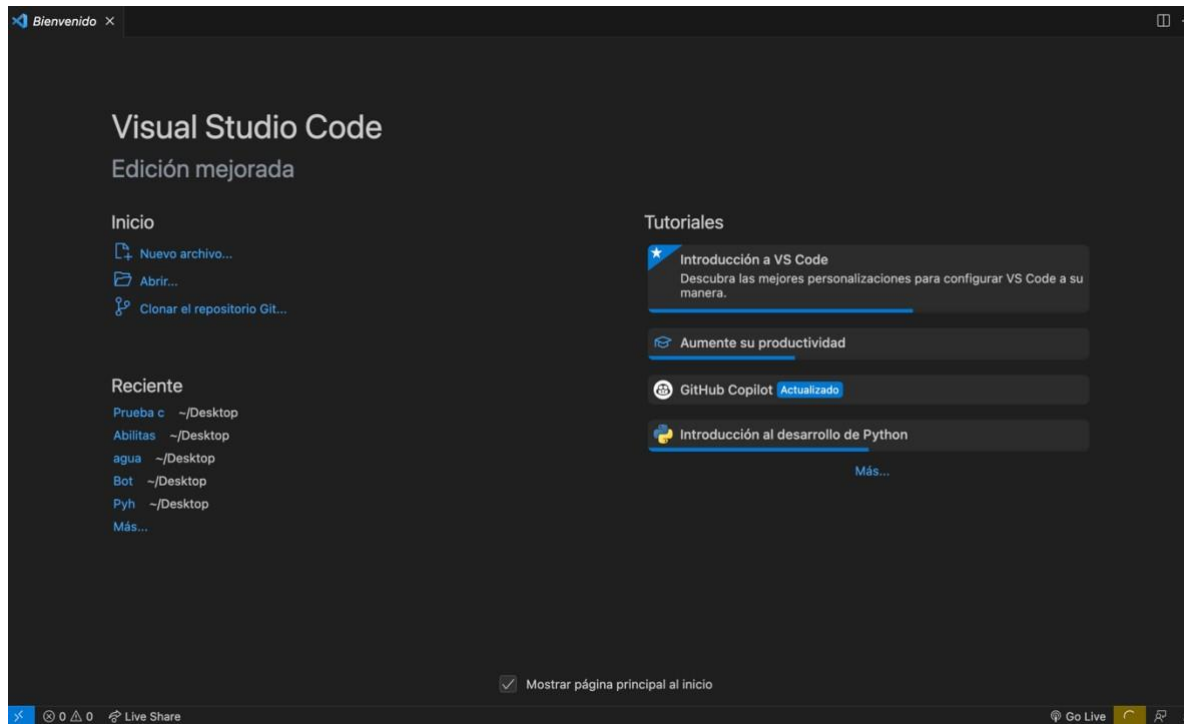 Bienvenido
Visual Studio Code
Edición mejorada
Inicio
Nuevo archivo...
Abrir...
Clonar el repositorio Git...
Reciente
Prueba c ~/Desktop
Abilitas ~/Desktop
agua ~/Desktop
Bot ~/Desktop
Pyh ~/Desktop
Más...
Tutoriales
Introducción a VS Code
Descubra las mejores personalizaciones para configurar VS Code a su
manera.
Aumente su productividad
GitHub Copilot Actualizado
Introducción al desarrollo de Python
Más...
Mostrar página principal al inicio
0 0 Live Share Go Live